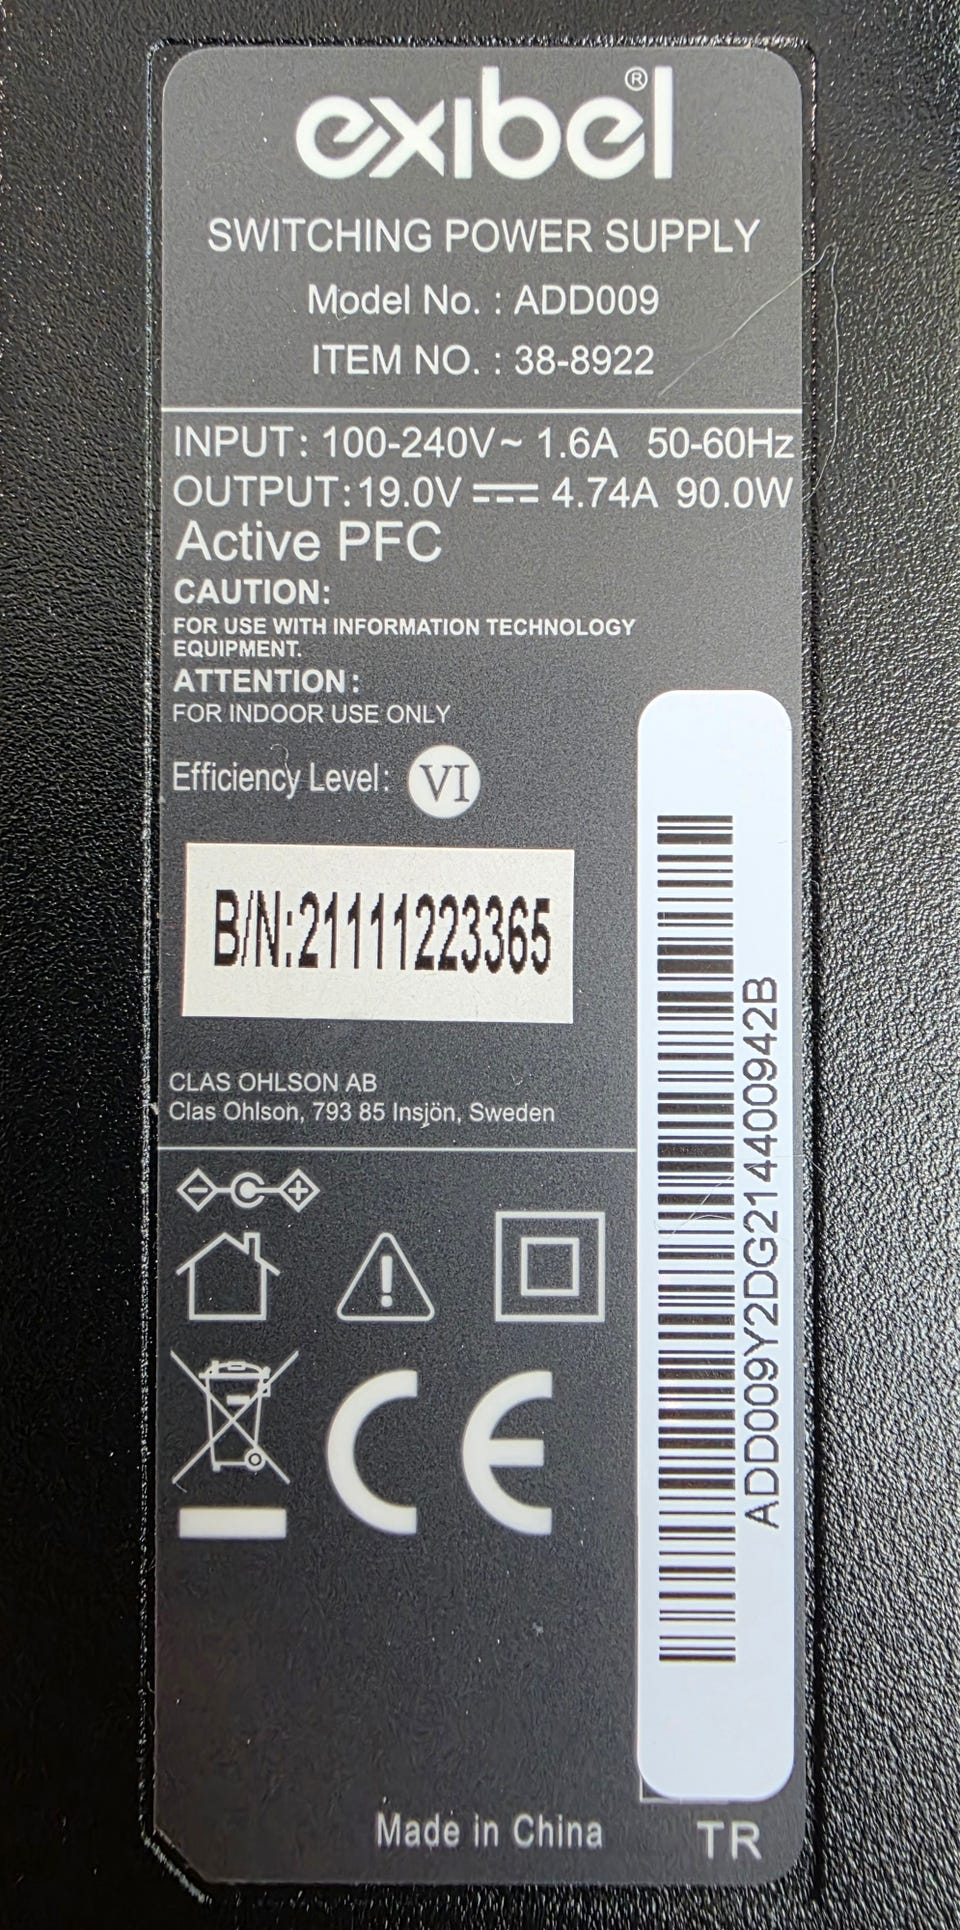 exibel®
SWITCHING POWER SUPPLY
Model No. : ADD009
ITEM NO. : 38-8922
INPUT: 100-240V~ 1.6A 50-60Hz
OUTPUT:19.0V⎓4.74A 90.0W
Active PFC
CAUTION:
FOR USE WITH INFORMATION TECHNOLOGY
EQUIPMENT.
ATTENTION:
FOR INDOOR USE ONLY
Efficiency Level: VI
B/N:21111223365
CLAS OHLSON AB
Clas Ohlson, 793 85 Insjön, Sweden
CE
ADD009Y2DG214400942B
Made in China
TR